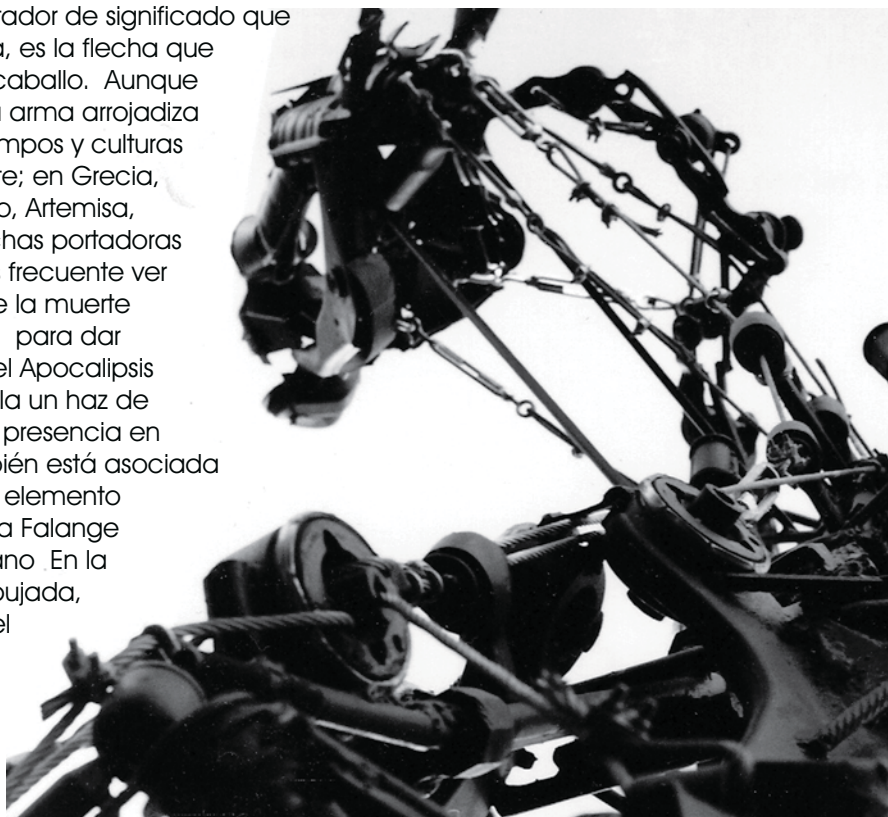 rador de significado que
a, es la flecha que
caballo. Aunque
arma arrojadiza
mpos y culturas
re; en Grecia,
o, Artemisa,
chas portadoras
frecuente ver
e la muerte
para dar
el Apocalipsis
la un haz de
presencia en
bién está asociada
elemento
a Falange
ano En la
bujada,
el